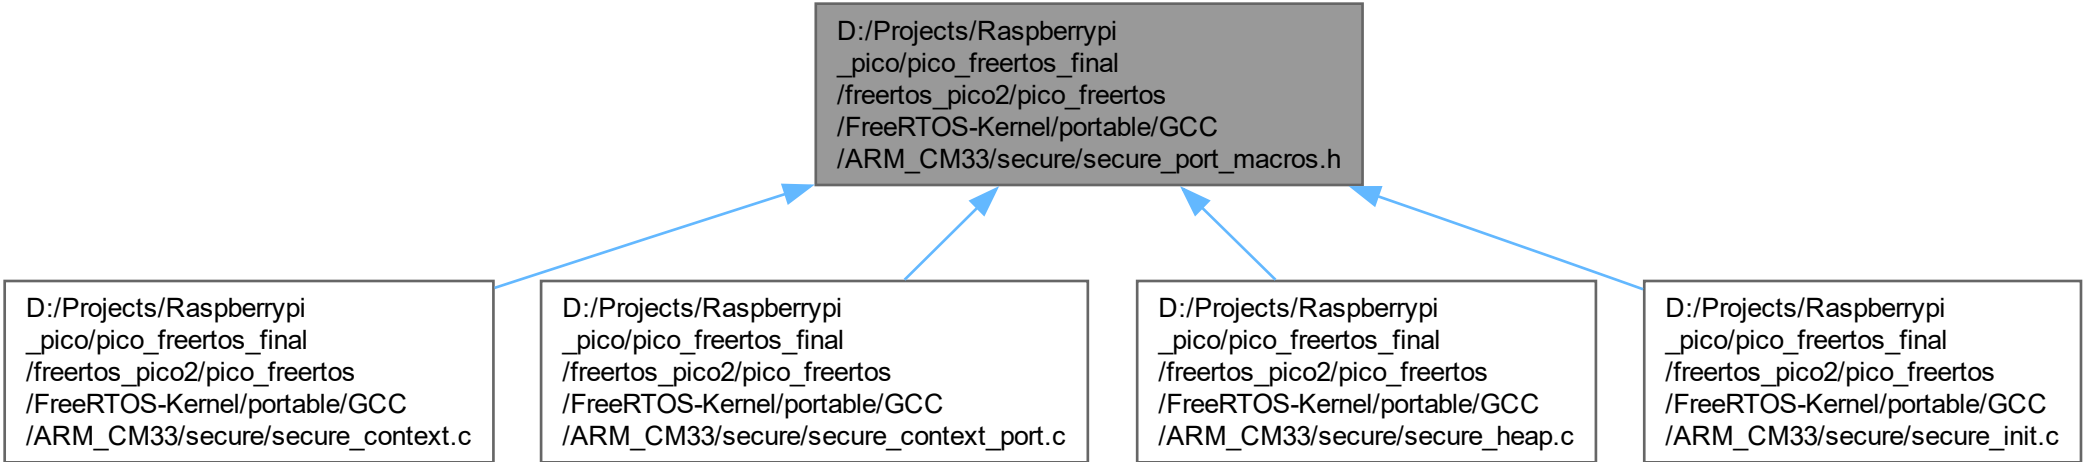 D:/Projects/Raspberrypi
_pico/pico_freertos_final
/freertos_pico2/pico_freertos
/FreeRTOS-Kernel/portable/GCC
/ARM_CM33/secure/secure_port_macros.h
D:/Projects/Raspberrypi
_pico/pico_freertos_final
/freertos_pico2/pico_freertos
/FreeRTOS-Kernel/portable/GCC
/ARM_CM33/secure/secure_context.c
D:/Projects/Raspberrypi
_pico/pico_freertos_final
/freertos_pico2/pico_freertos
/FreeRTOS-Kernel/portable/GCC
/ARM_CM33/secure/secure_context_port.c
D:/Projects/Raspberrypi
_pico/pico_freertos_final
/freertos_pico2/pico_freertos
/FreeRTOS-Kernel/portable/GCC
/ARM_CM33/secure/secure_heap.c
D:/Projects/Raspberrypi
_pico/pico_freertos_final
/freertos_pico2/pico_freertos
/FreeRTOS-Kernel/portable/GCC
/ARM_CM33/secure/secure_init.c